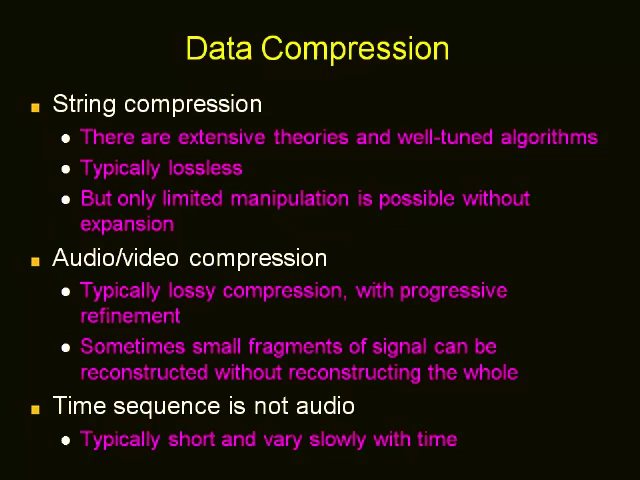 Data Compression
String compression
There are extensive theories and well-tuned algorithms
Typically lossless
But only limited manipulation is possible without
expansion
Audio/video compression
Typically lossy compression, with progressive
refinement
Sometimes small fragments of signal can be
reconstructed without reconstructing the whole
Time sequence is not audio
Typically short and vary slowly with time